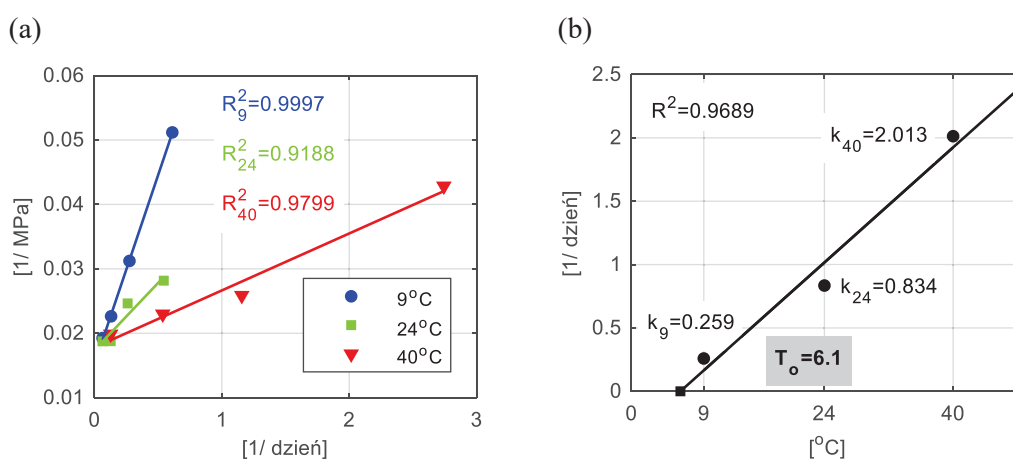 (a)
[1/ MPa]
0.06
0.05
0.04
0.03
0.02
0.01
R²₉=0.9997
R²₂₄=0.9188
R²₄₀=0.9799
9°C
24°C
40°C
0 1 2 3
[1/ dzień]
(b)
[1/ dzień]
2.5
2
1.5
1
0.5
0
R²=0.9689
k₄₀=2.013
k₂₄=0.834
k₉=0.259
Tₒ=6.1
0 9 24 40
[°C]